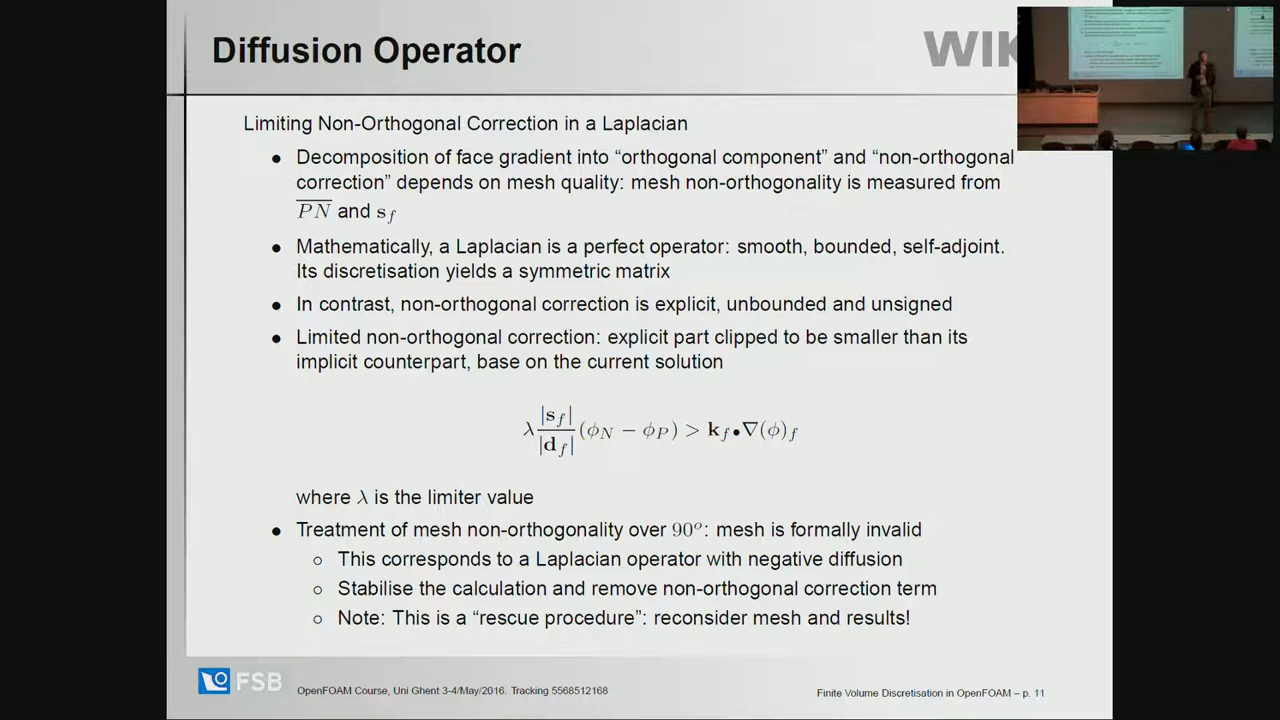 Diffusion Operator
WIK
Limiting Non-Orthogonal Correction in a Laplacian
● Decomposition of face gradient into “orthogonal component” and “non-orthogonal
correction” depends on mesh quality: mesh non-orthogonality is measured from
\overline{PN} and s_f
● Mathematically, a Laplacian is a perfect operator: smooth, bounded, self-adjoint.
Its discretisation yields a symmetric matrix
● In contrast, non-orthogonal correction is explicit, unbounded and unsigned
● Limited non-orthogonal correction: explicit part clipped to be smaller than its
implicit counterpart, base on the current solution
λ |s_f| / |d_f| (φ_N − φ_P) > k_f • ∇(φ)_f
where λ is the limiter value
● Treatment of mesh non-orthogonality over 90°: mesh is formally invalid
○ This corresponds to a Laplacian operator with negative diffusion
○ Stabilise the calculation and remove non-orthogonal correction term
○ Note: This is a “rescue procedure”: reconsider mesh and results!
FSB
OpenFOAM Course, Uni Ghent 3-4/May/2016. Tracking 5568512168
Finite Volume Discretisation in OpenFOAM – p. 11